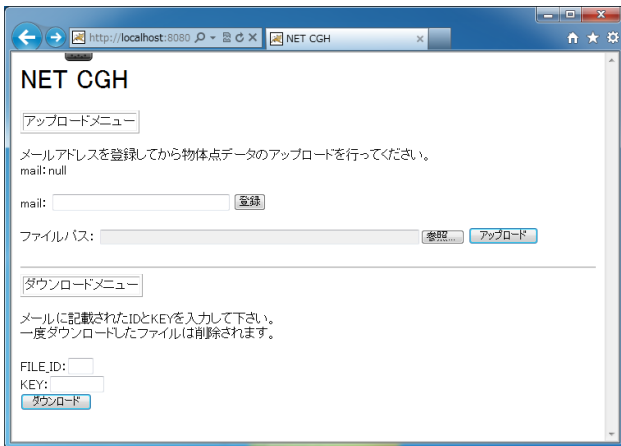 http://localhost:8080
NET CGH
NET CGH
アップロードメニュー
メールアドレスを登録してから物体点データのアップロードを行ってください。
mail:null
mail:
登録
ファイルパス:
参照...
アップロード
ダウンロードメニュー
メールに記載されたIDとKEYを入力して下さい。
一度ダウンロードしたファイルは削除されます。
FILE_ID:
KEY:
ダウンロード